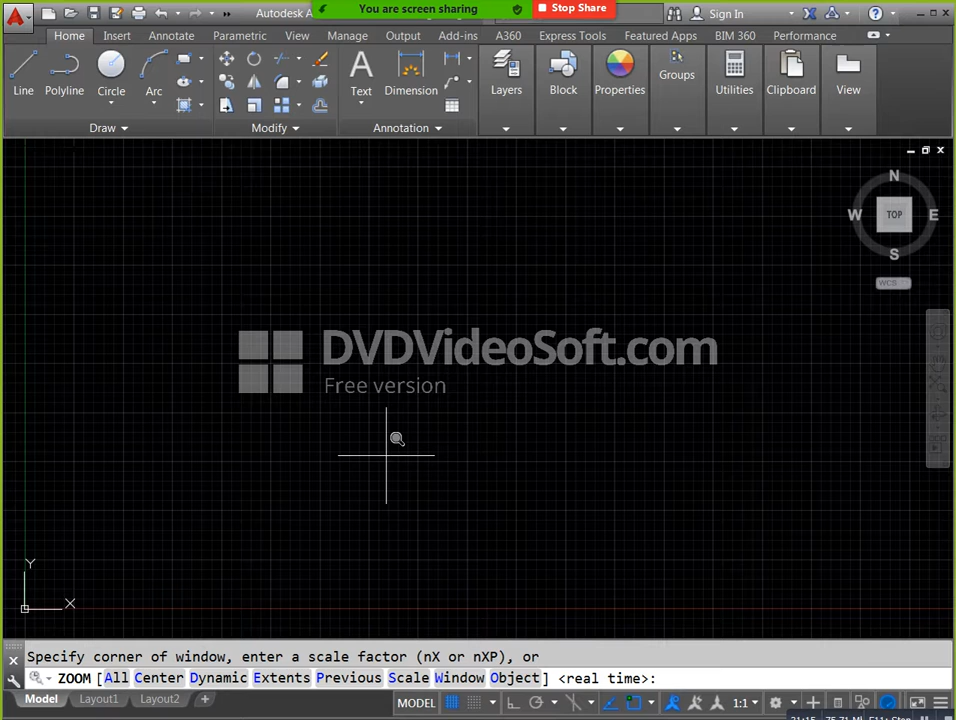 You are screen sharing
Stop Share
Autodesk A
Sign In
Home Insert Annotate Parametric View Manage Output Add-ins A360 Express Tools Featured Apps BIM 360 Performance
Line Polyline Circle Arc Text Dimension Layers Block Properties Groups Utilities Clipboard View
Draw Modify Annotation
N
W TOP E
S
WCS
DVDVideoSoft.com
Free version
Y
X
Specify corner of window, enter a scale factor (nX or nXP), or
ZOOM [All Center Dynamic Extents Previous Scale Window Object] <real time>:
Model Layout1 Layout2 + MODEL 1:1